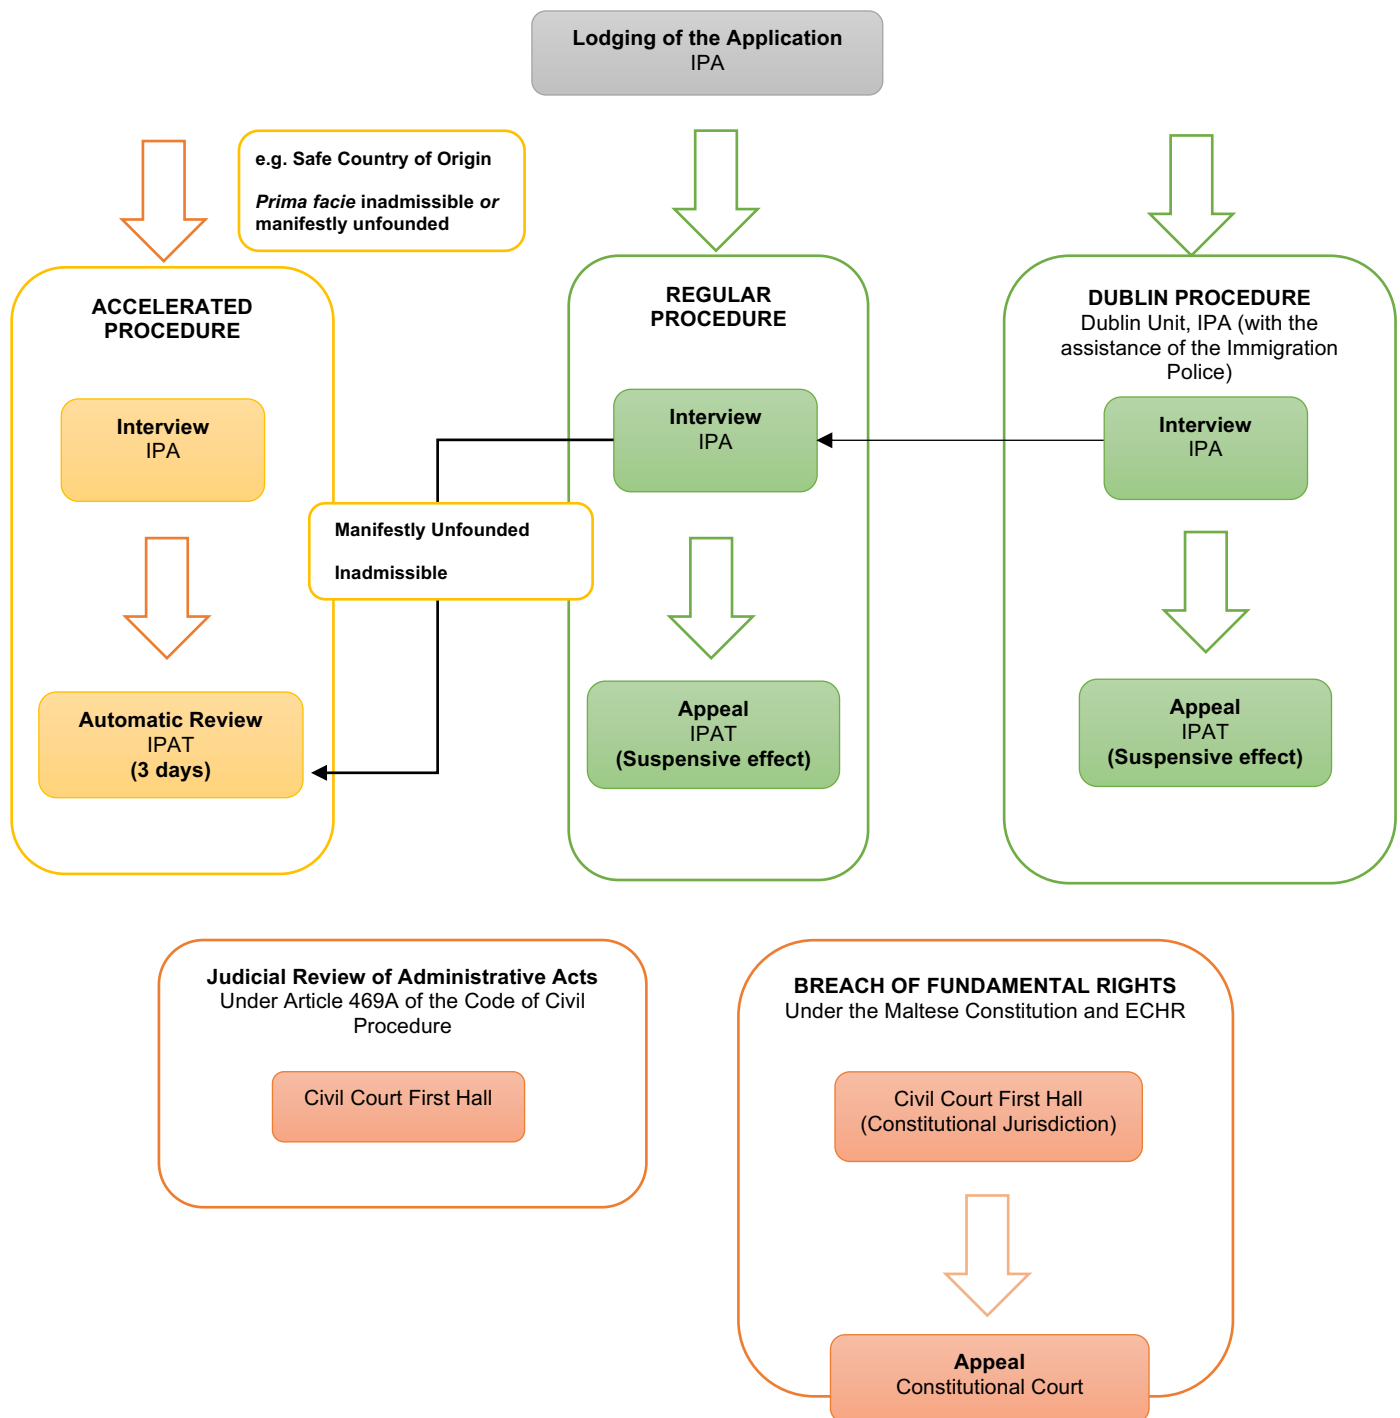 Lodging of the Application
IPA
e.g. Safe Country of Origin
Prima facie inadmissible or
manifestly unfounded
ACCELERATED
PROCEDURE
Interview
IPA
Automatic Review
IPAT
(3 days)
Manifestly Unfounded
Inadmissible
REGULAR
PROCEDURE
Interview
IPA
Appeal
IPAT
(Suspensive effect)
DUBLIN PROCEDURE
Dublin Unit, IPA (with the
assistance of the Immigration
Police)
Interview
IPA
Appeal
IPAT
(Suspensive effect)
Judicial Review of Administrative Acts
Under Article 469A of the Code of Civil
Procedure
Civil Court First Hall
BREACH OF FUNDAMENTAL RIGHTS
Under the Maltese Constitution and ECHR
Civil Court First Hall
(Constitutional Jurisdiction)
Appeal
Constitutional Court